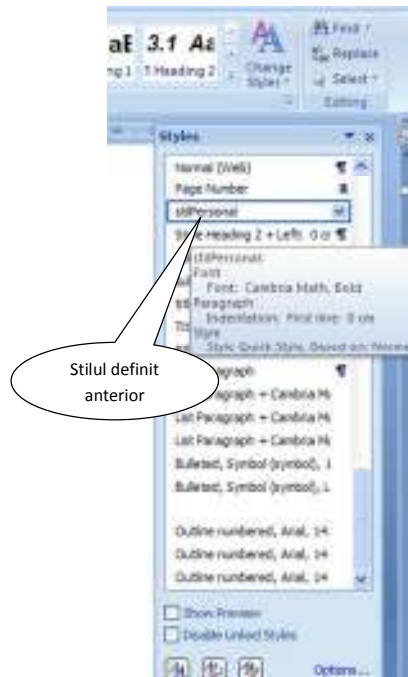 aE 3.1 Aa
ng 1 ¶ Heading 2
Change
Styles
Find
Replace
Select
Editing
Styles
Normal (Web)
Page Number
stilPersonal
Style Heading 2 + Left: 0 cm
stilPersonal:
Font
Font: Cambria Math, Bold
Paragraph
Indentation: First line: 0 cm
Style
Style: Quick Style, Based on: Norma
Stilul definit
anterior
Paragraph
Paragraph + Cambria M
List Paragraph + Cambria M
List Paragraph + Cambria M
Bulleted, Symbol (symbol),
Bulleted, Symbol (symbol), L
Outline numbered, Arial, 14
Outline numbered, Arial, 14
Outline numbered, Arial, 14
Show Preview
Disable Linked Styles
Options...